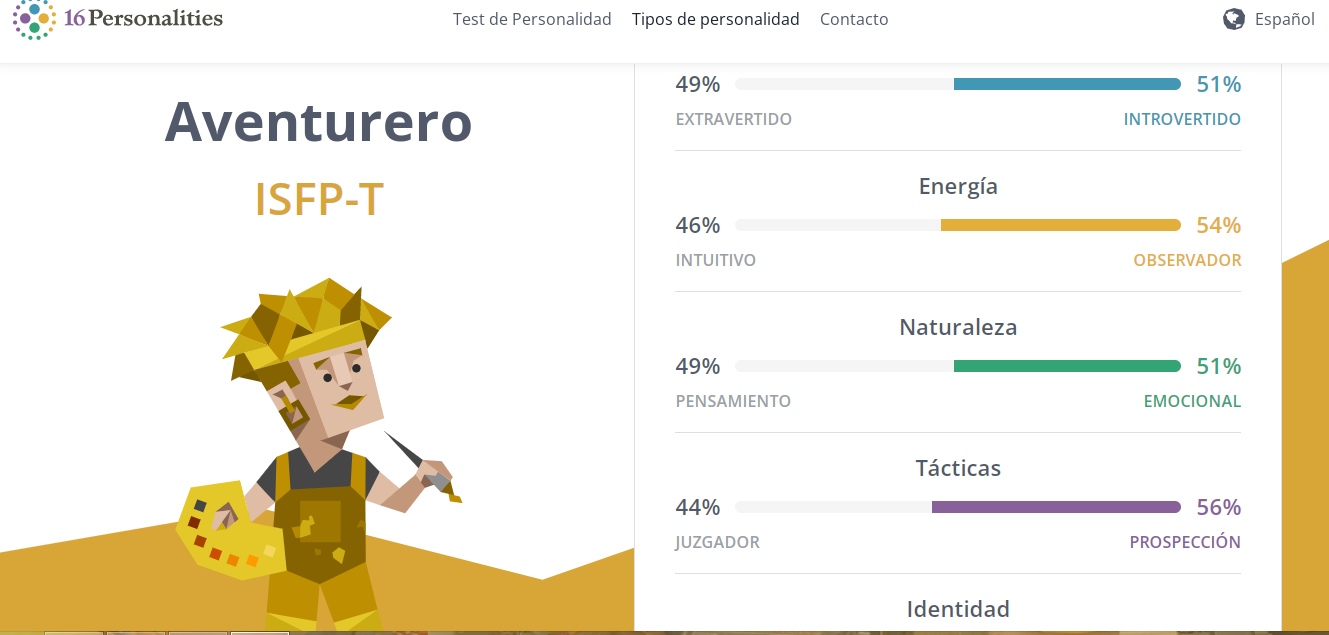 16Personalities
Test de Personalidad Tipos de personalidad Contacto
Español
Aventurero
ISFP-T
49% 51%
EXTRAVERTIDO INTROVERTIDO
Energía
46% 54%
INTUITIVO OBSERVADOR
Naturaleza
49% 51%
PENSAMIENTO EMOCIONAL
Tácticas
44% 56%
JUZGADOR PROSPECCIÓN
Identidad